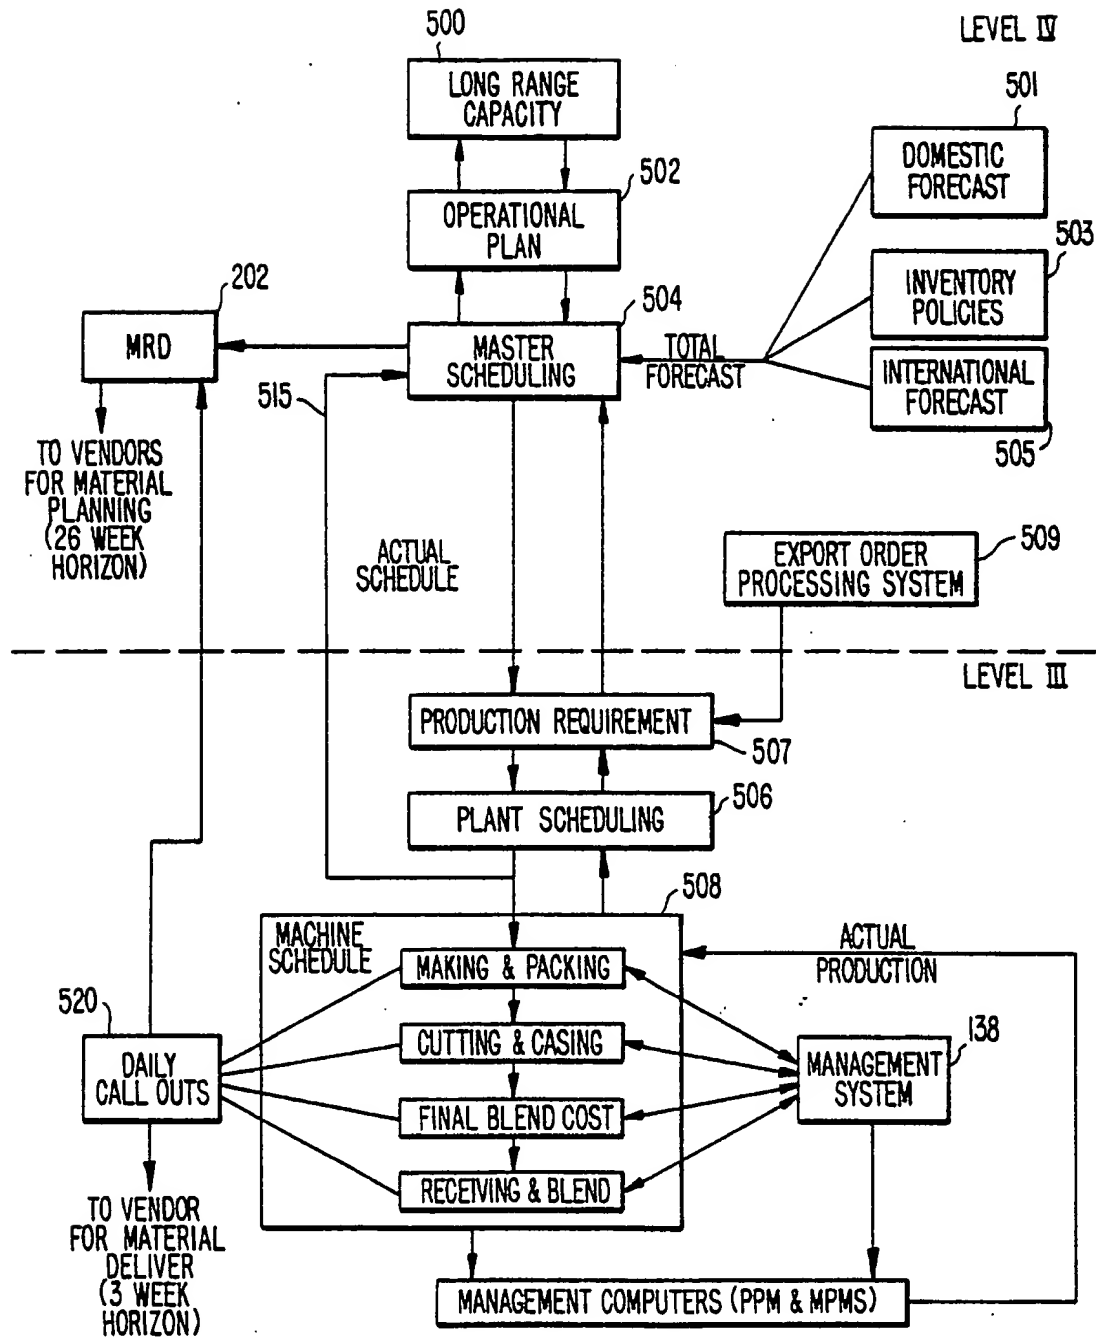 500
LEVEL IV
LONG RANGE
CAPACITY
501
DOMESTIC
FORECAST
502
OPERATIONAL
PLAN
503
INVENTORY
POLICIES
202
MRD
504
MASTER
SCHEDULING
TOTAL
FORECAST
INTERNATIONAL
FORECAST
505
515
TO VENDORS
FOR MATERIAL
PLANNING
(26 WEEK
HORIZON)
ACTUAL
SCHEDULE
EXPORT ORDER
PROCESSING SYSTEM
509
LEVEL III
PRODUCTION REQUIREMENT
507
PLANT SCHEDULING
506
508
MACHINE
SCHEDULE
MAKING & PACKING
ACTUAL
PRODUCTION
520
DAILY
CALL OUTS
CUTTING & CASING
138
MANAGEMENT
SYSTEM
FINAL BLEND COST
RECEIVING & BLEND
TO VENDOR
FOR MATERIAL
DELIVER
(3 WEEK
HORIZON)
MANAGEMENT COMPUTERS (PPM & MPMS)